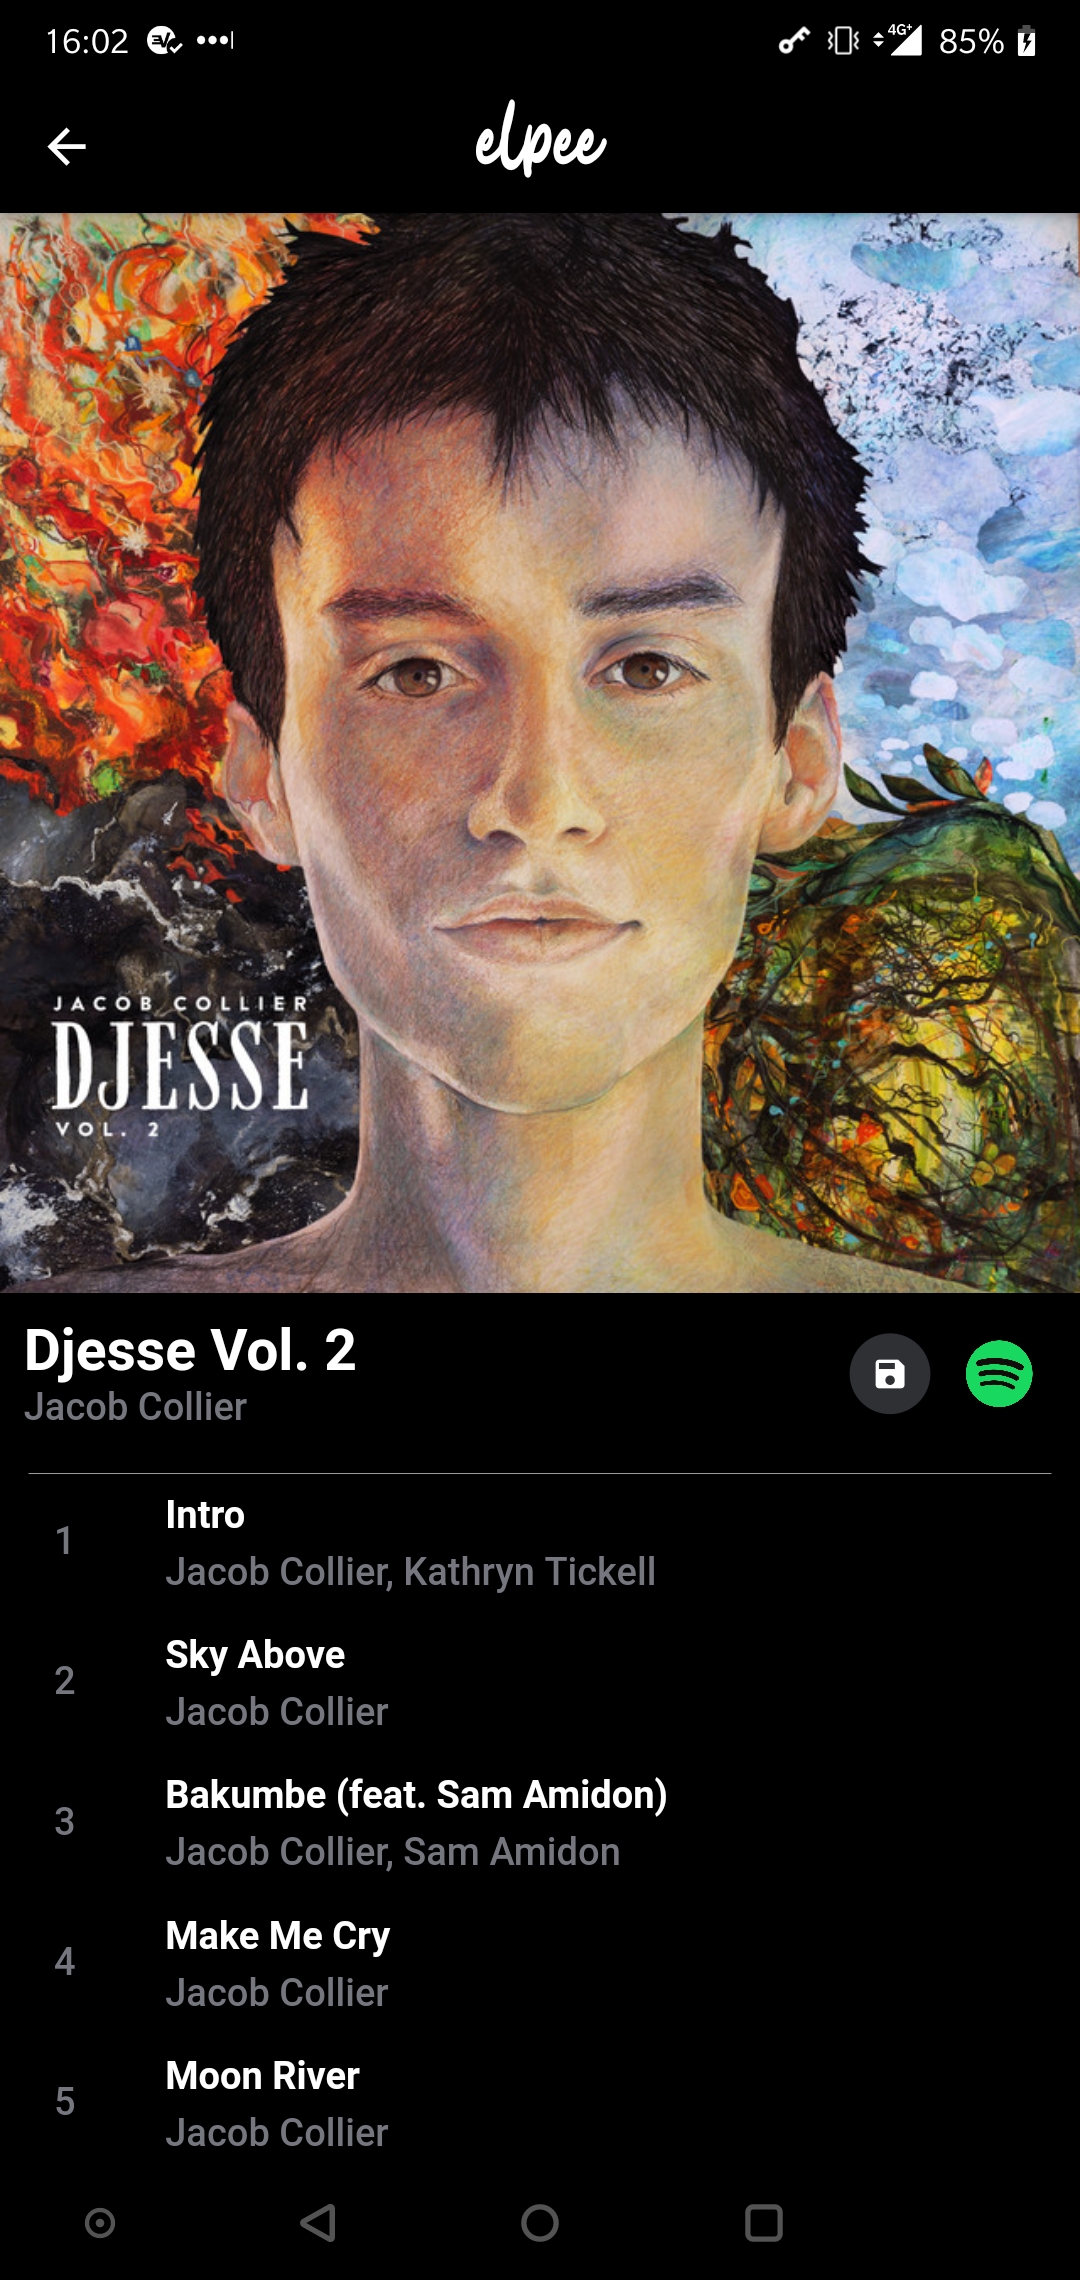 16:02
4G+ 85%
elpee
JACOB COLLIER
DJESSE
VOL. 2
Djesse Vol. 2
Jacob Collier
1
Intro
Jacob Collier, Kathryn Tickell
2
Sky Above
Jacob Collier
3
Bakumbe (feat. Sam Amidon)
Jacob Collier, Sam Amidon
4
Make Me Cry
Jacob Collier
5
Moon River
Jacob Collier